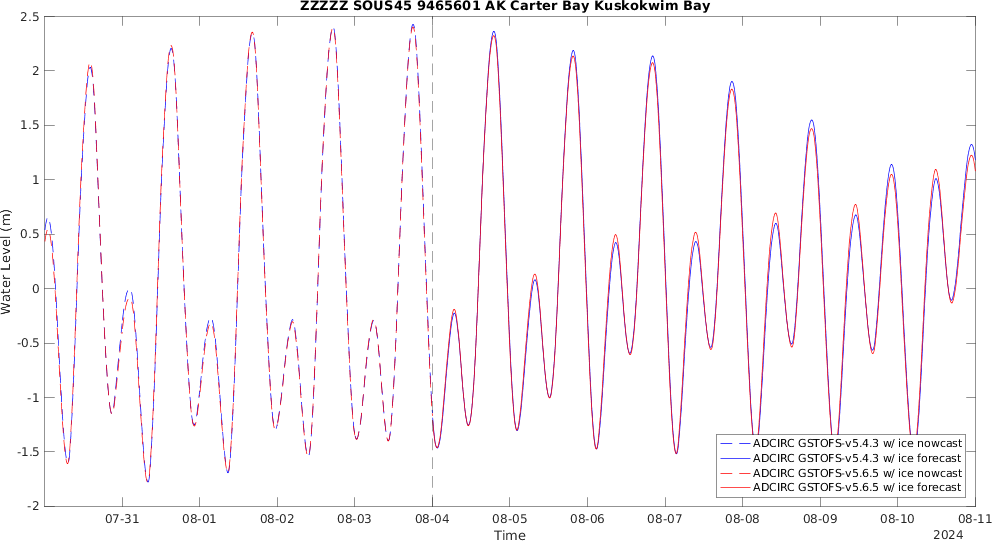 ZZZZZ SOUS45 9465601 AK Carter Bay Kuskokwim Bay
2.5
2
1.5
1
0.5
0
-0.5
-1
-1.5
-2
Water Level (m)
07-31 08-01 08-02 08-03 08-04 08-05 08-06 08-07 08-08 08-09 08-10 08-11
Time
2024
ADCIRC GSTOFS-v5.4.3 w/ ice nowcast
ADCIRC GSTOFS-v5.4.3 w/ ice forecast
ADCIRC GSTOFS-v5.6.5 w/ ice nowcast
ADCIRC GSTOFS-v5.6.5 w/ ice forecast